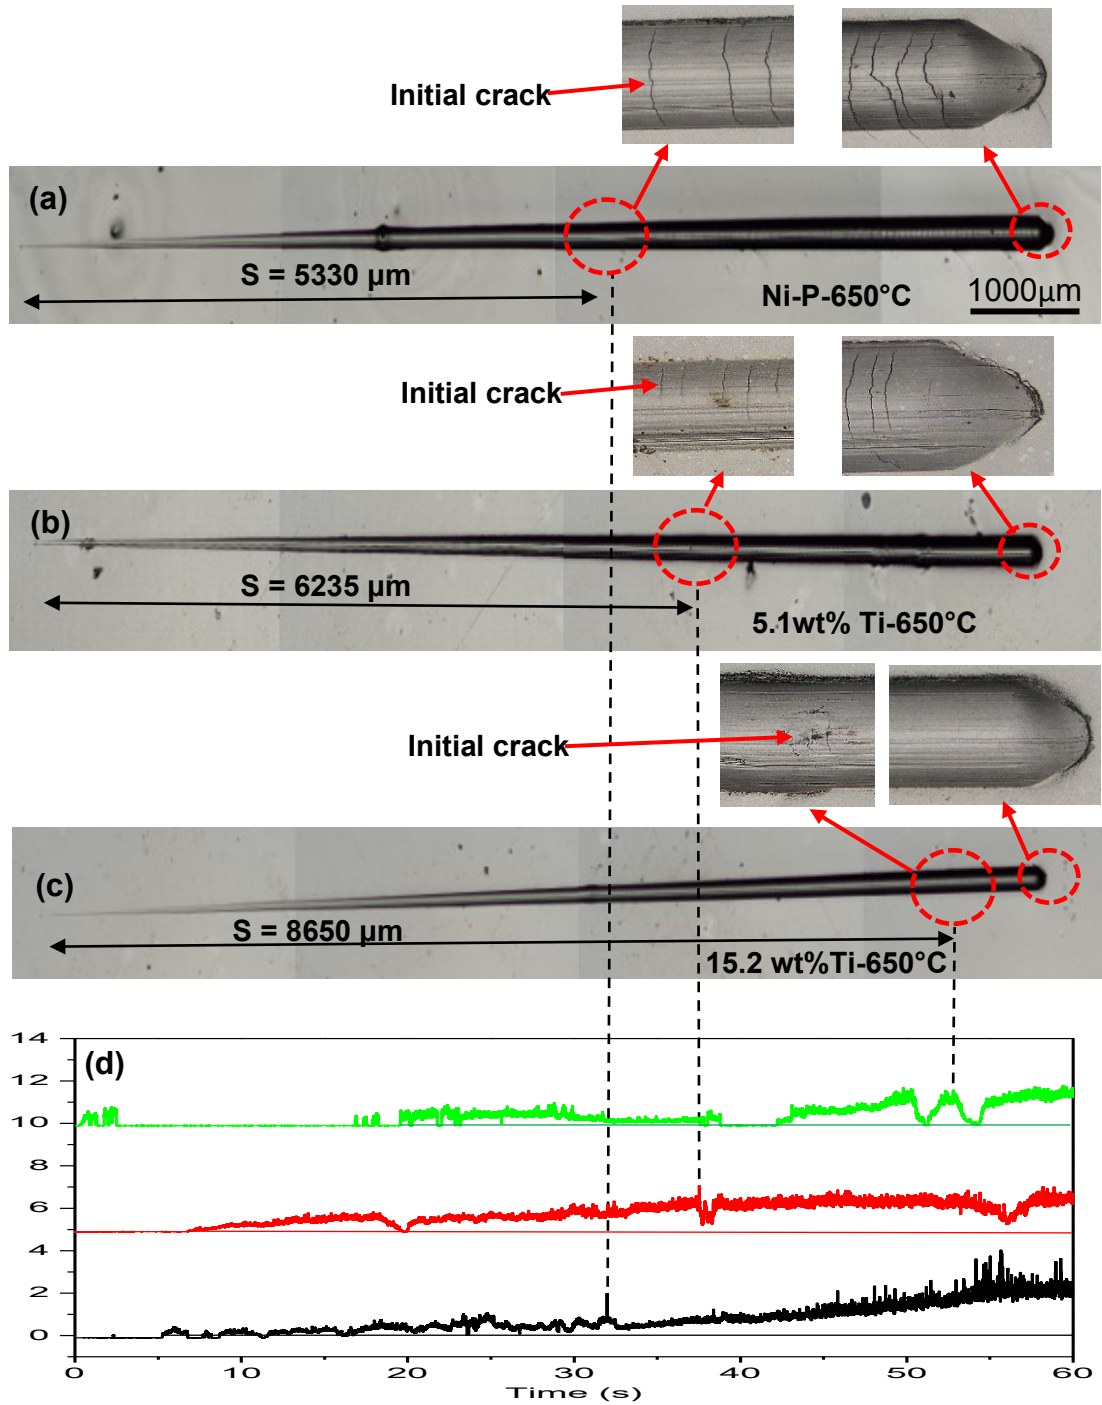 Initial crack
(a)
S = 5330 µm
Ni-P-650°C
1000µm
Initial crack
(b)
S = 6235 µm
5.1wt% Ti-650°C
Initial crack
(c)
S = 8650 µm
15.2 wt%Ti-650°C
(d)
14
12
10
8
6
4
2
0
0 10 20 30 40 50 60
Time (s)